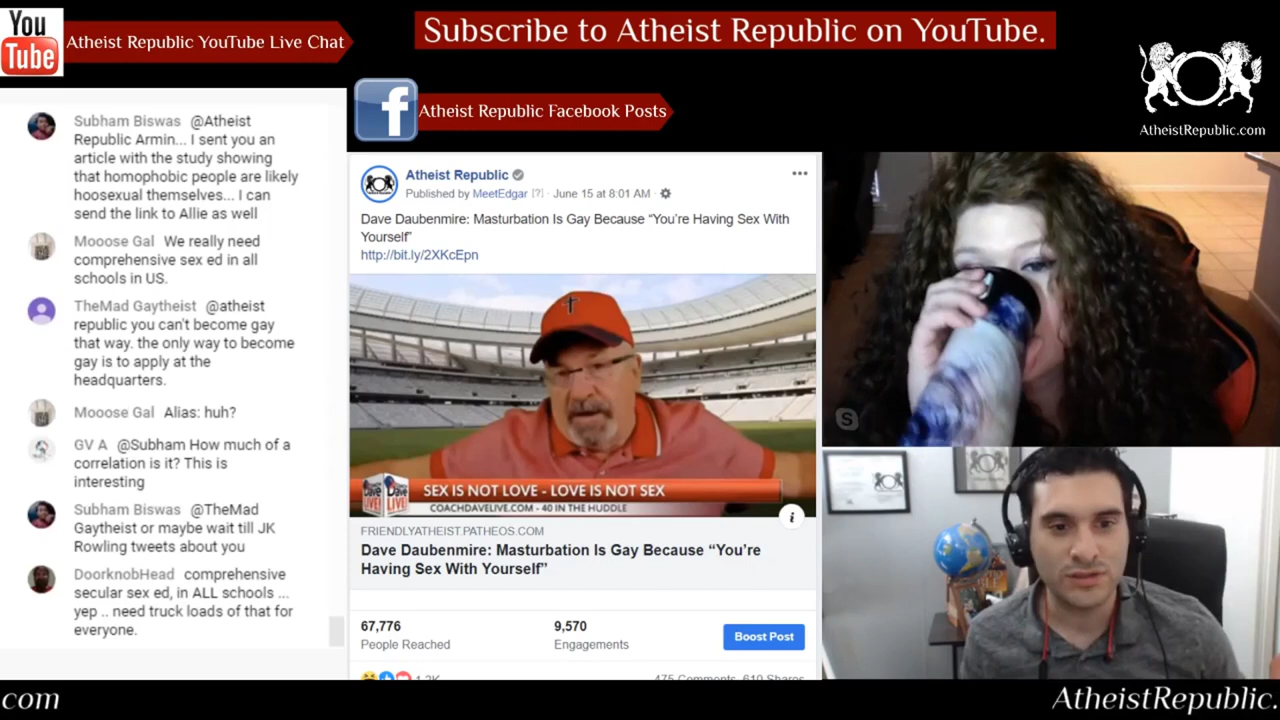 You
Tube
Atheist Republic YouTube Live Chat
Subscribe to Atheist Republic on YouTube.
AtheistRepublic.com
Atheist Republic Facebook Posts
Subham Biswas @Atheist
Republic Armin... I sent you an
article with the study showing
that homophobic people are likely
hoosexual themselves... I can
send the link to Allie as well
Mooose Gal We really need
comprehensive sex ed in all
schools in US.
TheMad Gaytheist @atheist
republic you can't become gay
that way. the only way to become
gay is to apply at the
headquarters.
Mooose Gal Alias: huh?
GV A @Subham How much of a
correlation is it? This is
interesting
Subham Biswas @TheMad
Gaytheist or maybe wait till JK
Rowling tweets about you
DoorknobHead comprehensive
secular sex ed, in ALL schools ...
yep .. need truck loads of that for
everyone.
Atheist Republic
Published by MeetEdgar [?] · June 15 at 8:01 AM ·
Dave Daubenmire: Masturbation Is Gay Because “You're Having Sex With
Yourself”
http://bit.ly/2XKcEpn
Dave LIVE! Dave LIVE!
SEX IS NOT LOVE - LOVE IS NOT SEX
COACHDAVELIVE.COM - 40 IN THE HUDDLE
FRIENDLYATHEIST.PATHEOS.COM
Dave Daubenmire: Masturbation Is Gay Because “You're
Having Sex With Yourself”
67,776
People Reached
9,570
Engagements
Boost Post
1.2K
475 Comments 610 Shares
com
AtheistRepublic.